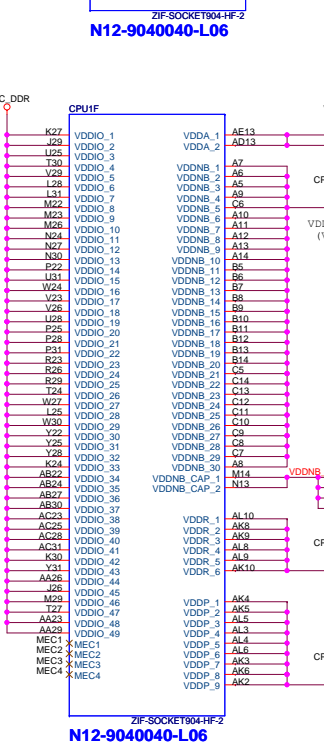 ZIF-SOCKET904-HF-2
N12-9040040-L06
C_DDR
CPU1F
K27 VDDIO_1 VDDA_1 AE13
J29 VDDIO_2 VDDA_2 AD13
U25 VDDIO_3
T30 VDDIO_4 VDDNB_1 A7
V29 VDDIO_5 VDDNB_2 A6
L28 VDDIO_6 VDDNB_3 A5
L31 VDDIO_7 VDDNB_4 A9
M22 VDDIO_8 VDDNB_5 C6
M23 VDDIO_9 VDDNB_6 A10
M26 VDDIO_10 VDDNB_7 A11
N24 VDDIO_11 VDDNB_8 A12
N27 VDDIO_12 VDDNB_9 A13
N30 VDDIO_13 VDDNB_10 A14
P22 VDDIO_14 VDDNB_11 B5
U31 VDDIO_15 VDDNB_12 B6
W24 VDDIO_16 VDDNB_13 B7
V23 VDDIO_17 VDDNB_14 B8
V26 VDDIO_18 VDDNB_15 B9
U28 VDDIO_19 VDDNB_16 B10
P25 VDDIO_20 VDDNB_17 B11
P28 VDDIO_21 VDDNB_18 B12
P31 VDDIO_22 VDDNB_19 B13
R23 VDDIO_23 VDDNB_20 B14
R26 VDDIO_24 VDDNB_21 C5
R29 VDDIO_25 VDDNB_22 C14
T24 VDDIO_26 VDDNB_23 C13
W27 VDDIO_27 VDDNB_24 C12
L25 VDDIO_28 VDDNB_25 C11
W30 VDDIO_29 VDDNB_26 C10
Y22 VDDIO_30 VDDNB_27 C9
Y25 VDDIO_31 VDDNB_28 C8
Y28 VDDIO_32 VDDNB_29 C7
K24 VDDIO_33 VDDNB_30 A8
AB22 VDDIO_34 VDDNB_CAP_1 M14 VDDNB
AB24 VDDIO_35 VDDNB_CAP_2 N13
AB27 VDDIO_36
AB30 VDDIO_37
AC23 VDDIO_38 VDDR_1 AL10
AC25 VDDIO_39 VDDR_2 AK8
AC28 VDDIO_40 VDDR_3 AK9
AC31 VDDIO_41 VDDR_4 AL8
K30 VDDIO_42 VDDR_5 AL9
Y31 VDDIO_43 VDDR_6 AK10
AA26 VDDIO_44
J26 VDDIO_45
M29 VDDIO_46 VDDP_1 AK4
T27 VDDIO_47 VDDP_2 AK5
AA23 VDDIO_48 VDDP_3 AL5
AA29 VDDIO_49 VDDP_4 AL3
MEC1 MEC1 VDDP_5 AL4
MEC2 MEC2 VDDP_6 AL6
MEC3 MEC3 VDDP_7 AK3
MEC4 MEC4 VDDP_8 AK6
VDDP_9 AK2
CP
VDD
(V
CP
CP
ZIF-SOCKET904-HF-2
N12-9040040-L06